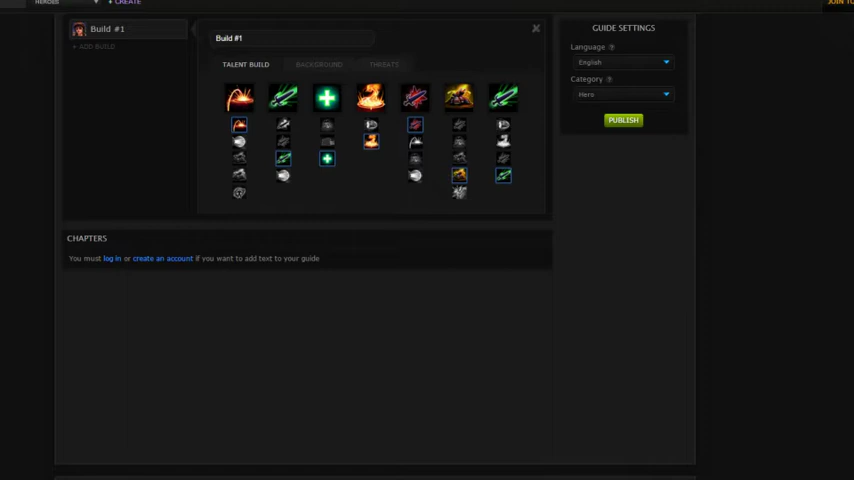 HEROES
+ CREATE
JOIN TO
Build #1
+ ADD BUILD
Build #1
TALENT BUILD
BACKGROUND
THREATS
GUIDE SETTINGS
Language
English
Category
Hero
PUBLISH
CHAPTERS
You must log in or create an account if you want to add text to your guide